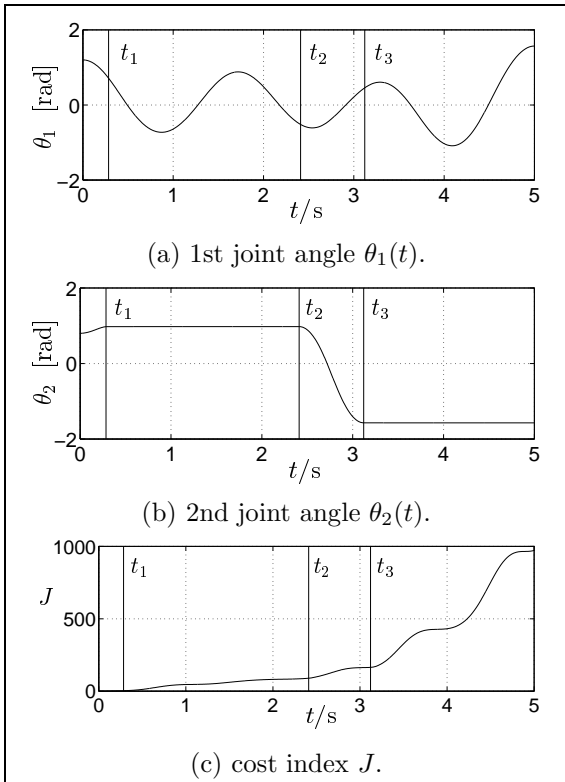 2
t₁ t₂ t₃
θ₁ [rad]
0
−2
0 1 2 3 4 5
t/s
(a) 1st joint angle θ₁(t).
2
t₁ t₂ t₃
θ₂ [rad]
0
−2
0 1 2 3 4 5
t/s
(b) 2nd joint angle θ₂(t).
1000
t₁ t₂ t₃
J
500
0
0 1 2 3 4 5
t/s
(c) cost index J.